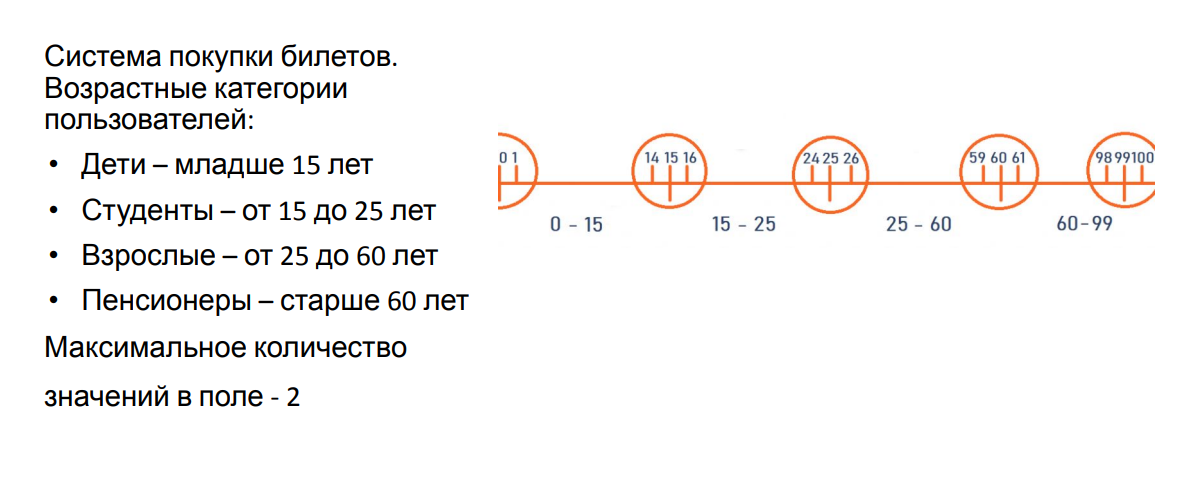 Система покупки билетов.
Возрастные категории
пользователей:
• Дети – младше 15 лет
• Студенты – от 15 до 25 лет
• Взрослые – от 25 до 60 лет
• Пенсионеры – старше 60 лет
Максимальное количество
значений в поле - 2
0 1
14 15 16
24 25 26
59 60 61
98 99 100
0 - 15
15 - 25
25 - 60
60-99